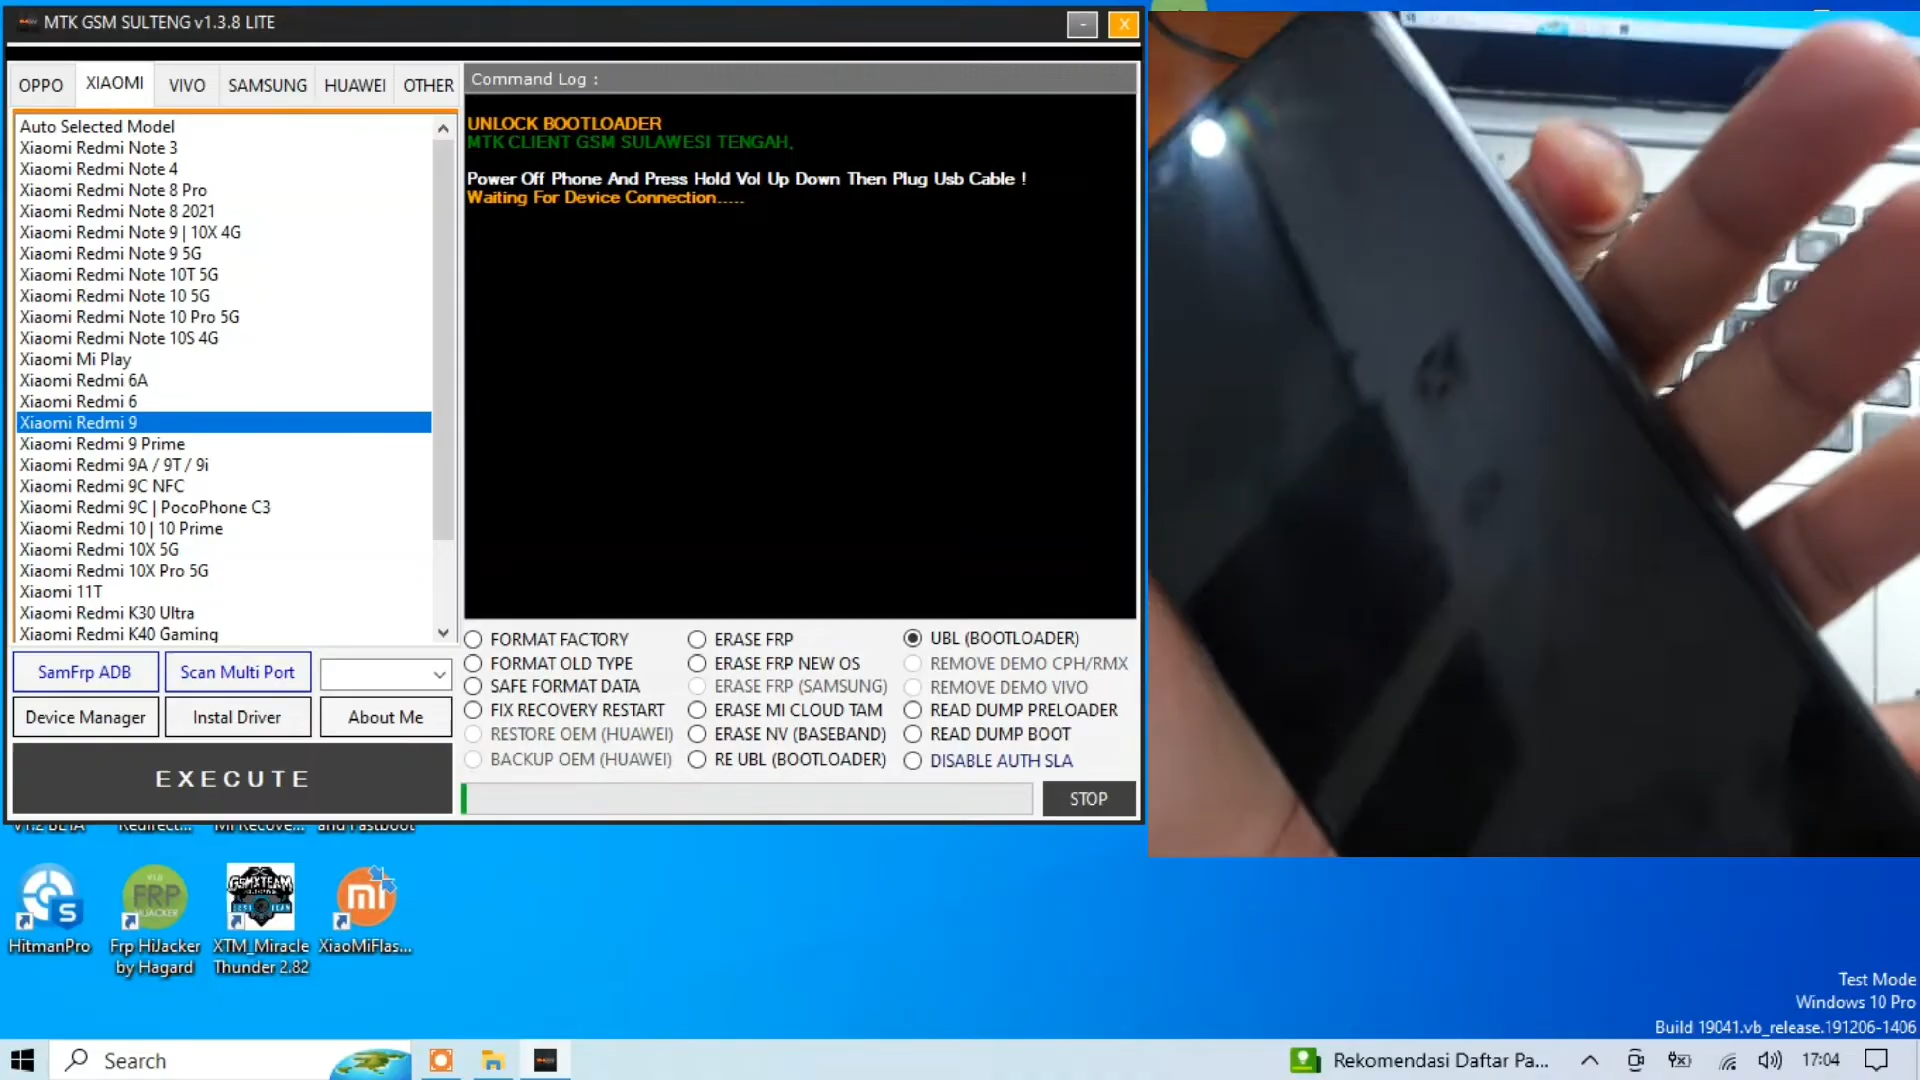 MTK GSM SULTENG v1.3.8 LITE
-
X
OPPO
XIAOMI
VIVO
SAMSUNG
HUAWEI
OTHER
Auto Selected Model
Xiaomi Redmi Note 3
Xiaomi Redmi Note 4
Xiaomi Redmi Note 8 Pro
Xiaomi Redmi Note 8 2021
Xiaomi Redmi Note 9 | 10X 4G
Xiaomi Redmi Note 9 5G
Xiaomi Redmi Note 10T 5G
Xiaomi Redmi Note 10 5G
Xiaomi Redmi Note 10 Pro 5G
Xiaomi Redmi Note 10S 4G
Xiaomi Mi Play
Xiaomi Redmi 6A
Xiaomi Redmi 6
Xiaomi Redmi 9
Xiaomi Redmi 9 Prime
Xiaomi Redmi 9A / 9T / 9i
Xiaomi Redmi 9C NFC
Xiaomi Redmi 9C | PocoPhone C3
Xiaomi Redmi 10 | 10 Prime
Xiaomi Redmi 10X 5G
Xiaomi Redmi 10X Pro 5G
Xiaomi 11T
Xiaomi Redmi K30 Ultra
Xiaomi Redmi K40 Gaming
SamFrp ADB
Scan Multi Port
Device Manager
Instal Driver
About Me
EXECUTE
Command Log :
UNLOCK BOOTLOADER
MTK CLIENT GSM SULAWESI TENGAH,
Power Off Phone And Press Hold Vol Up Down Then Plug Usb Cable !
Waiting For Device Connection.....
FORMAT FACTORY
FORMAT OLD TYPE
SAFE FORMAT DATA
FIX RECOVERY RESTART
RESTORE OEM (HUAWEI)
BACKUP OEM (HUAWEI)
ERASE FRP
ERASE FRP NEW OS
ERASE FRP (SAMSUNG)
ERASE MI CLOUD TAM
ERASE NV (BASEBAND)
RE UBL (BOOTLOADER)
UBL (BOOTLOADER)
REMOVE DEMO CPH/RMX
REMOVE DEMO VIVO
READ DUMP PRELOADER
READ DUMP BOOT
DISABLE AUTH SLA
STOP
V1.2 BETA
Redirect...
Mi Recove...
and Fastboot
S
FRP
HIJACKER
GSMXTEAM
HitmanPro
Frp HiJacker
by Hagard
XTM_Miracle
Thunder 2.82
XiaoMiFlas...
Test Mode
Windows 10 Pro
Build 19041.vb_release.191206-1406
Search
Rekomendasi Daftar Pa...
17:04